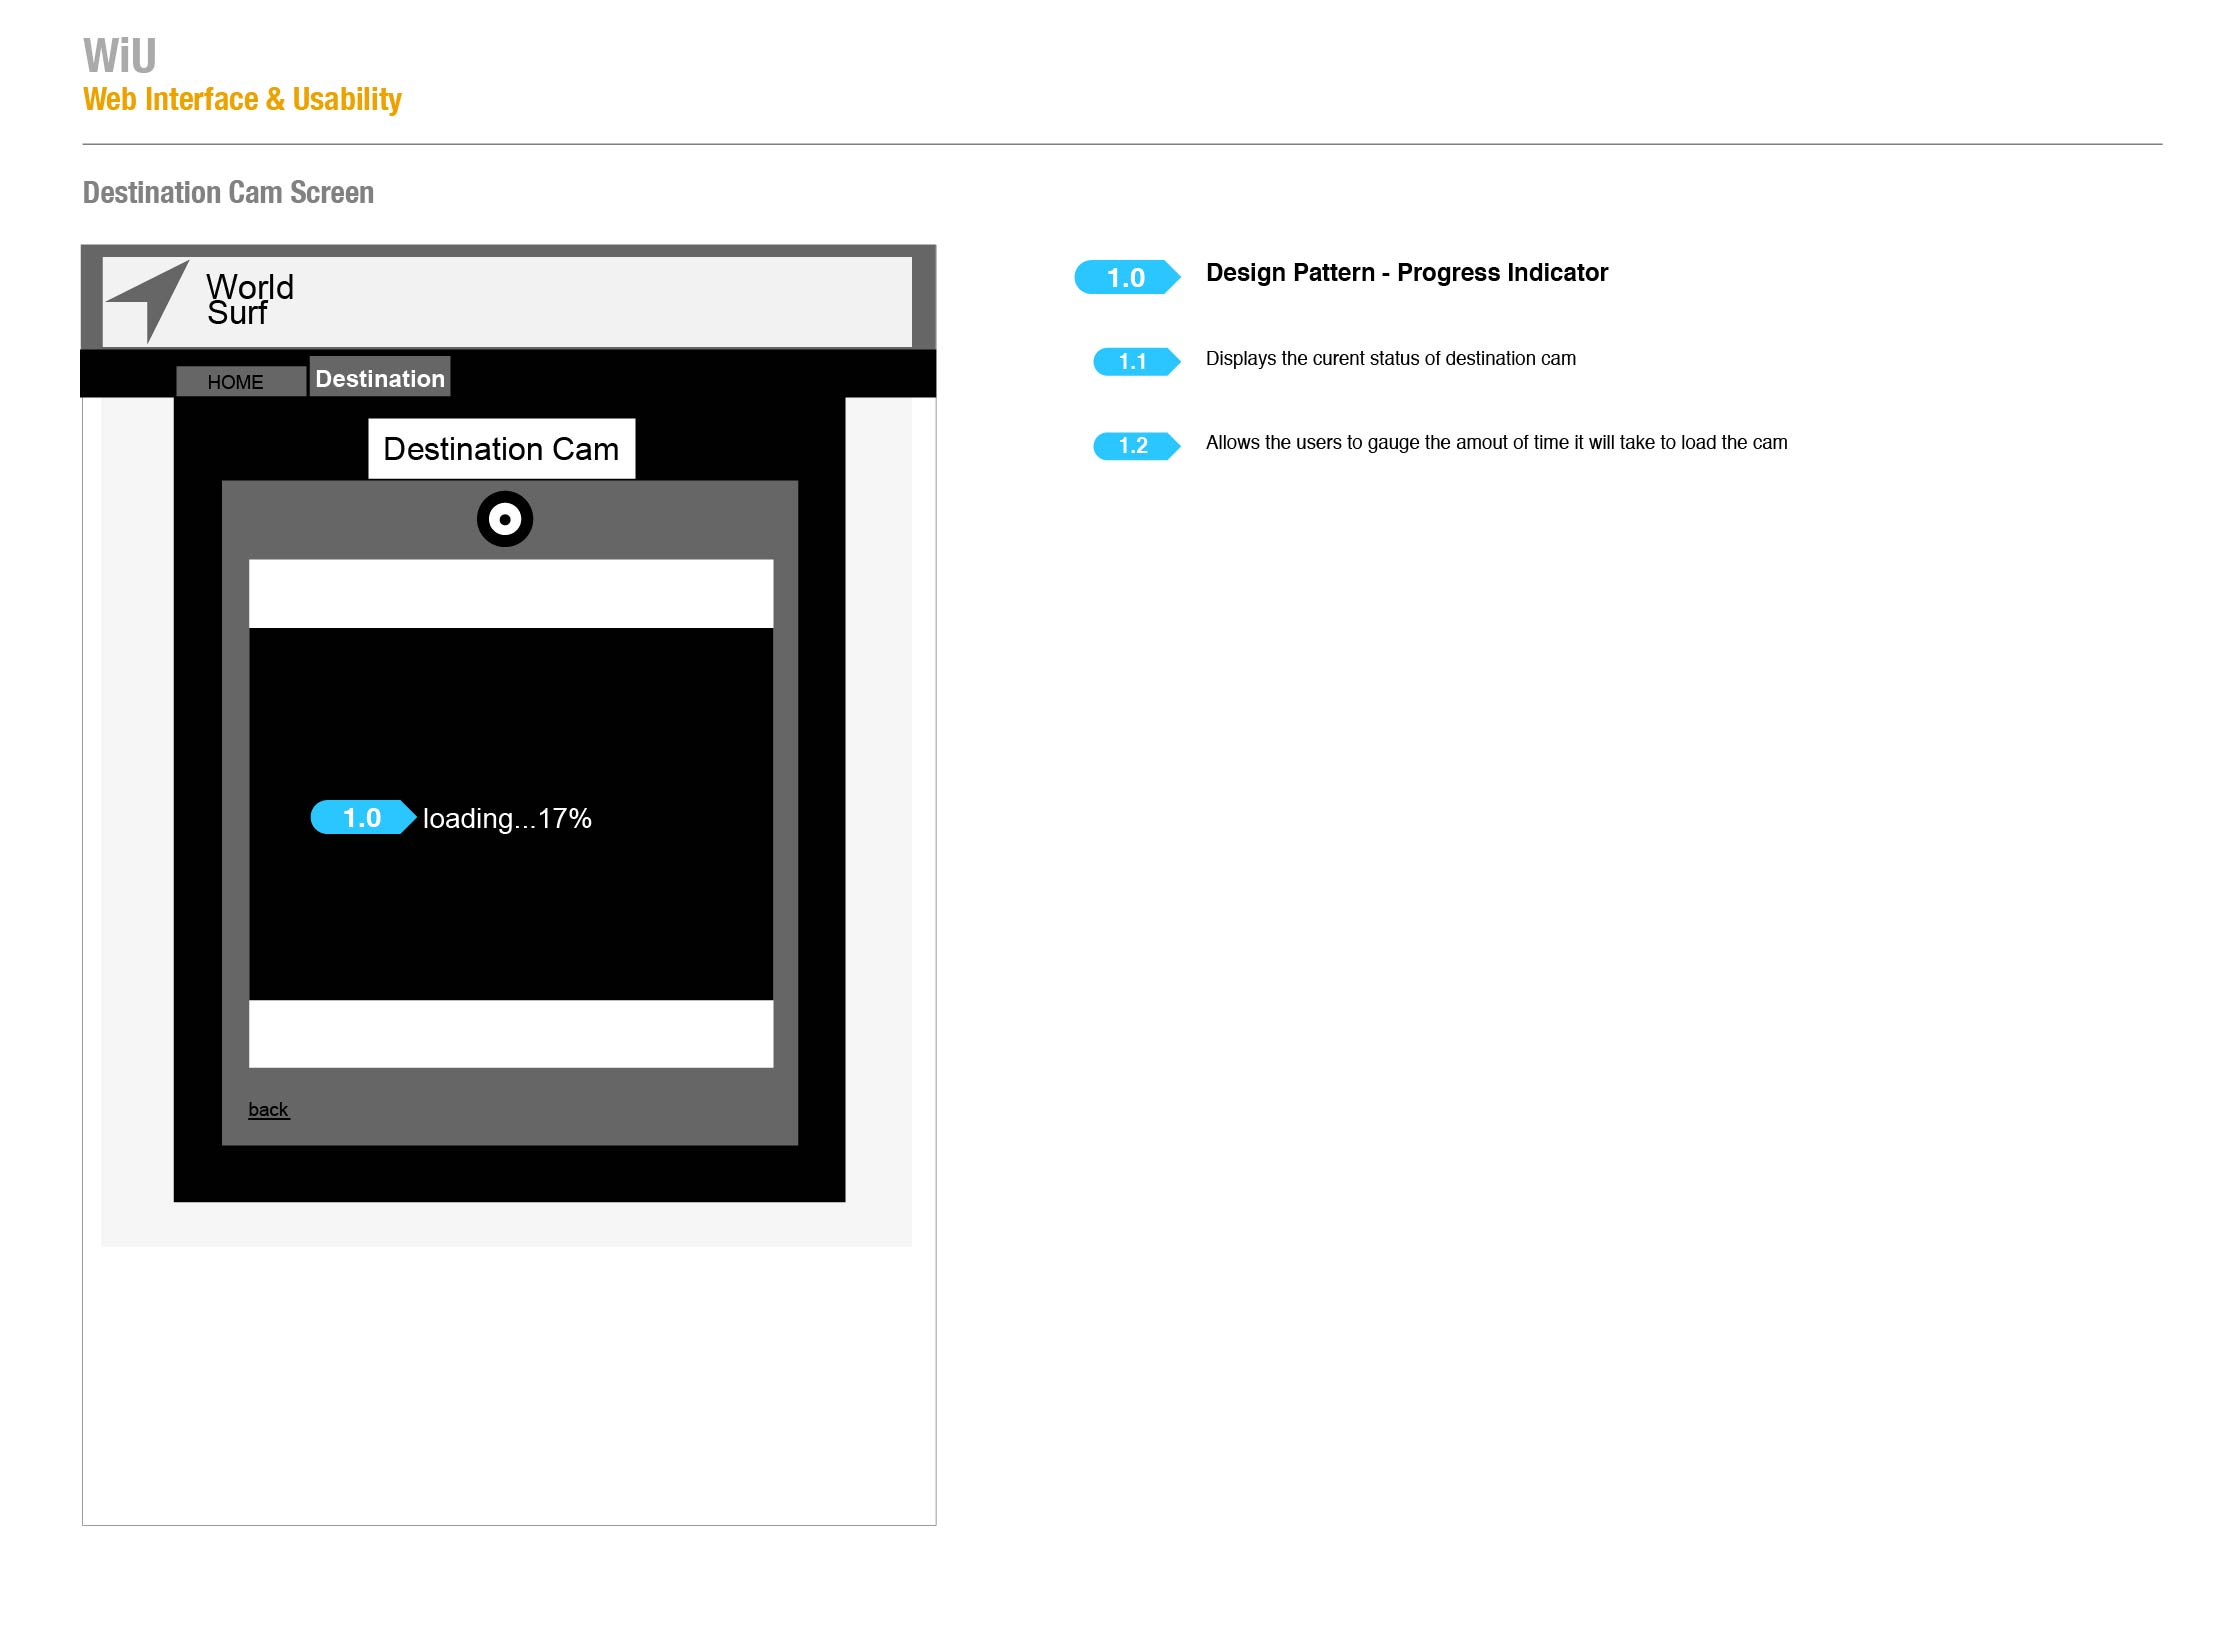 WiU
Web Interface & Usability
Destination Cam Screen
World
Surf
HOME
Destination
Destination Cam
1.0 loading...17%
back
1.0 Design Pattern - Progress Indicator
1.1 Displays the curent status of destination cam
1.2 Allows the users to gauge the amout of time it will take to load the cam